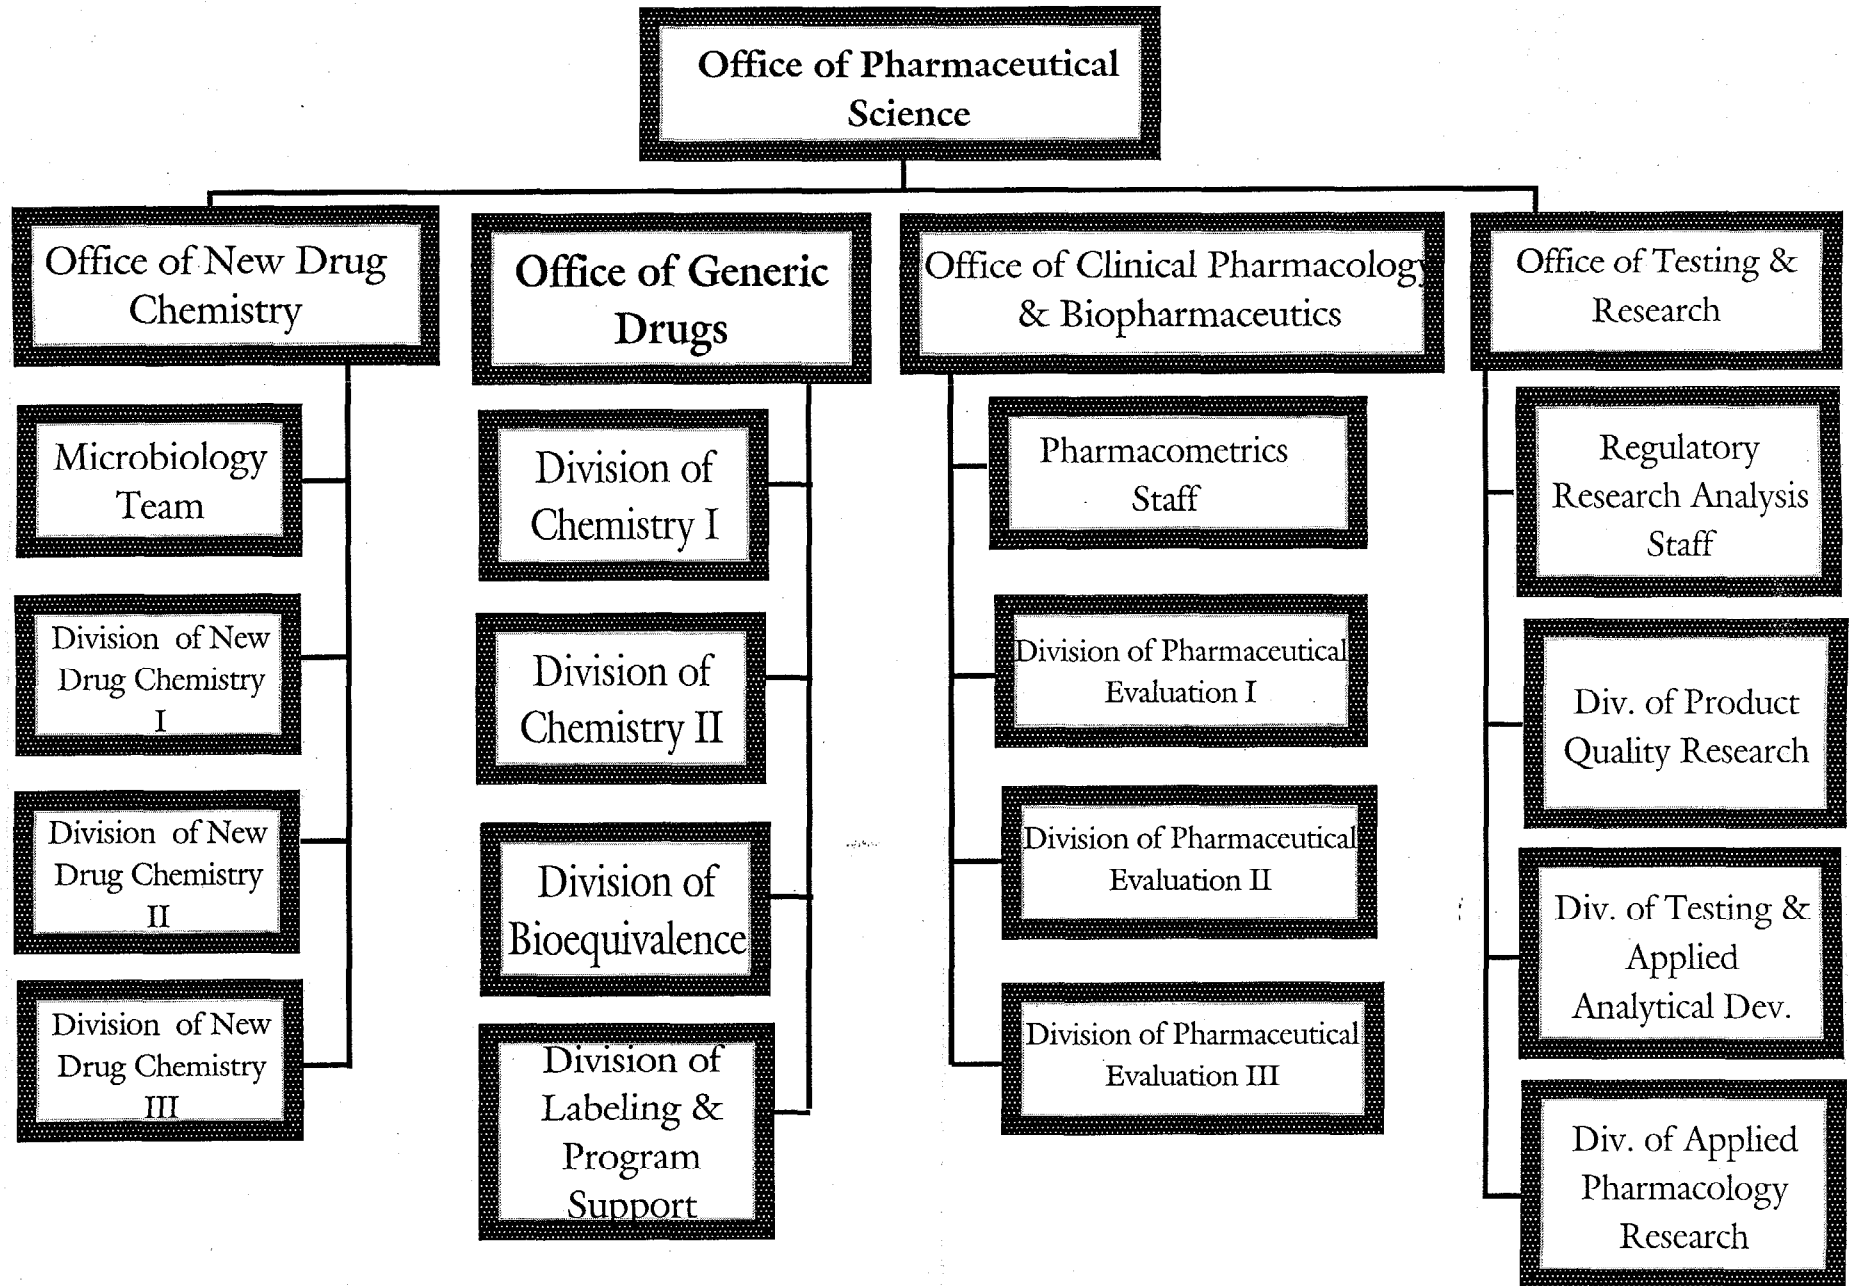 Office of Pharmaceutical
Science
Office of New Drug
Chemistry
Microbiology
Team
Division of New
Drug Chemistry
I
Division of New
Drug Chemistry
II
Division of New
Drug Chemistry
III
Office of Generic
Drugs
Division of
Chemistry I
Division of
Chemistry II
Division of
Bioequivalence
Division of
Labeling &
Program
Support
Office of Clinical Pharmacology
& Biopharmaceutics
Pharmacometrics
Staff
Division of Pharmaceutical
Evaluation I
Division of Pharmaceutical
Evaluation II
Division of Pharmaceutical
Evaluation III
Office of Testing &
Research
Regulatory
Research Analysis
Staff
Div. of Product
Quality Research
Div. of Testing &
Applied
Analytical Dev.
Div. of Applied
Pharmacology
Research